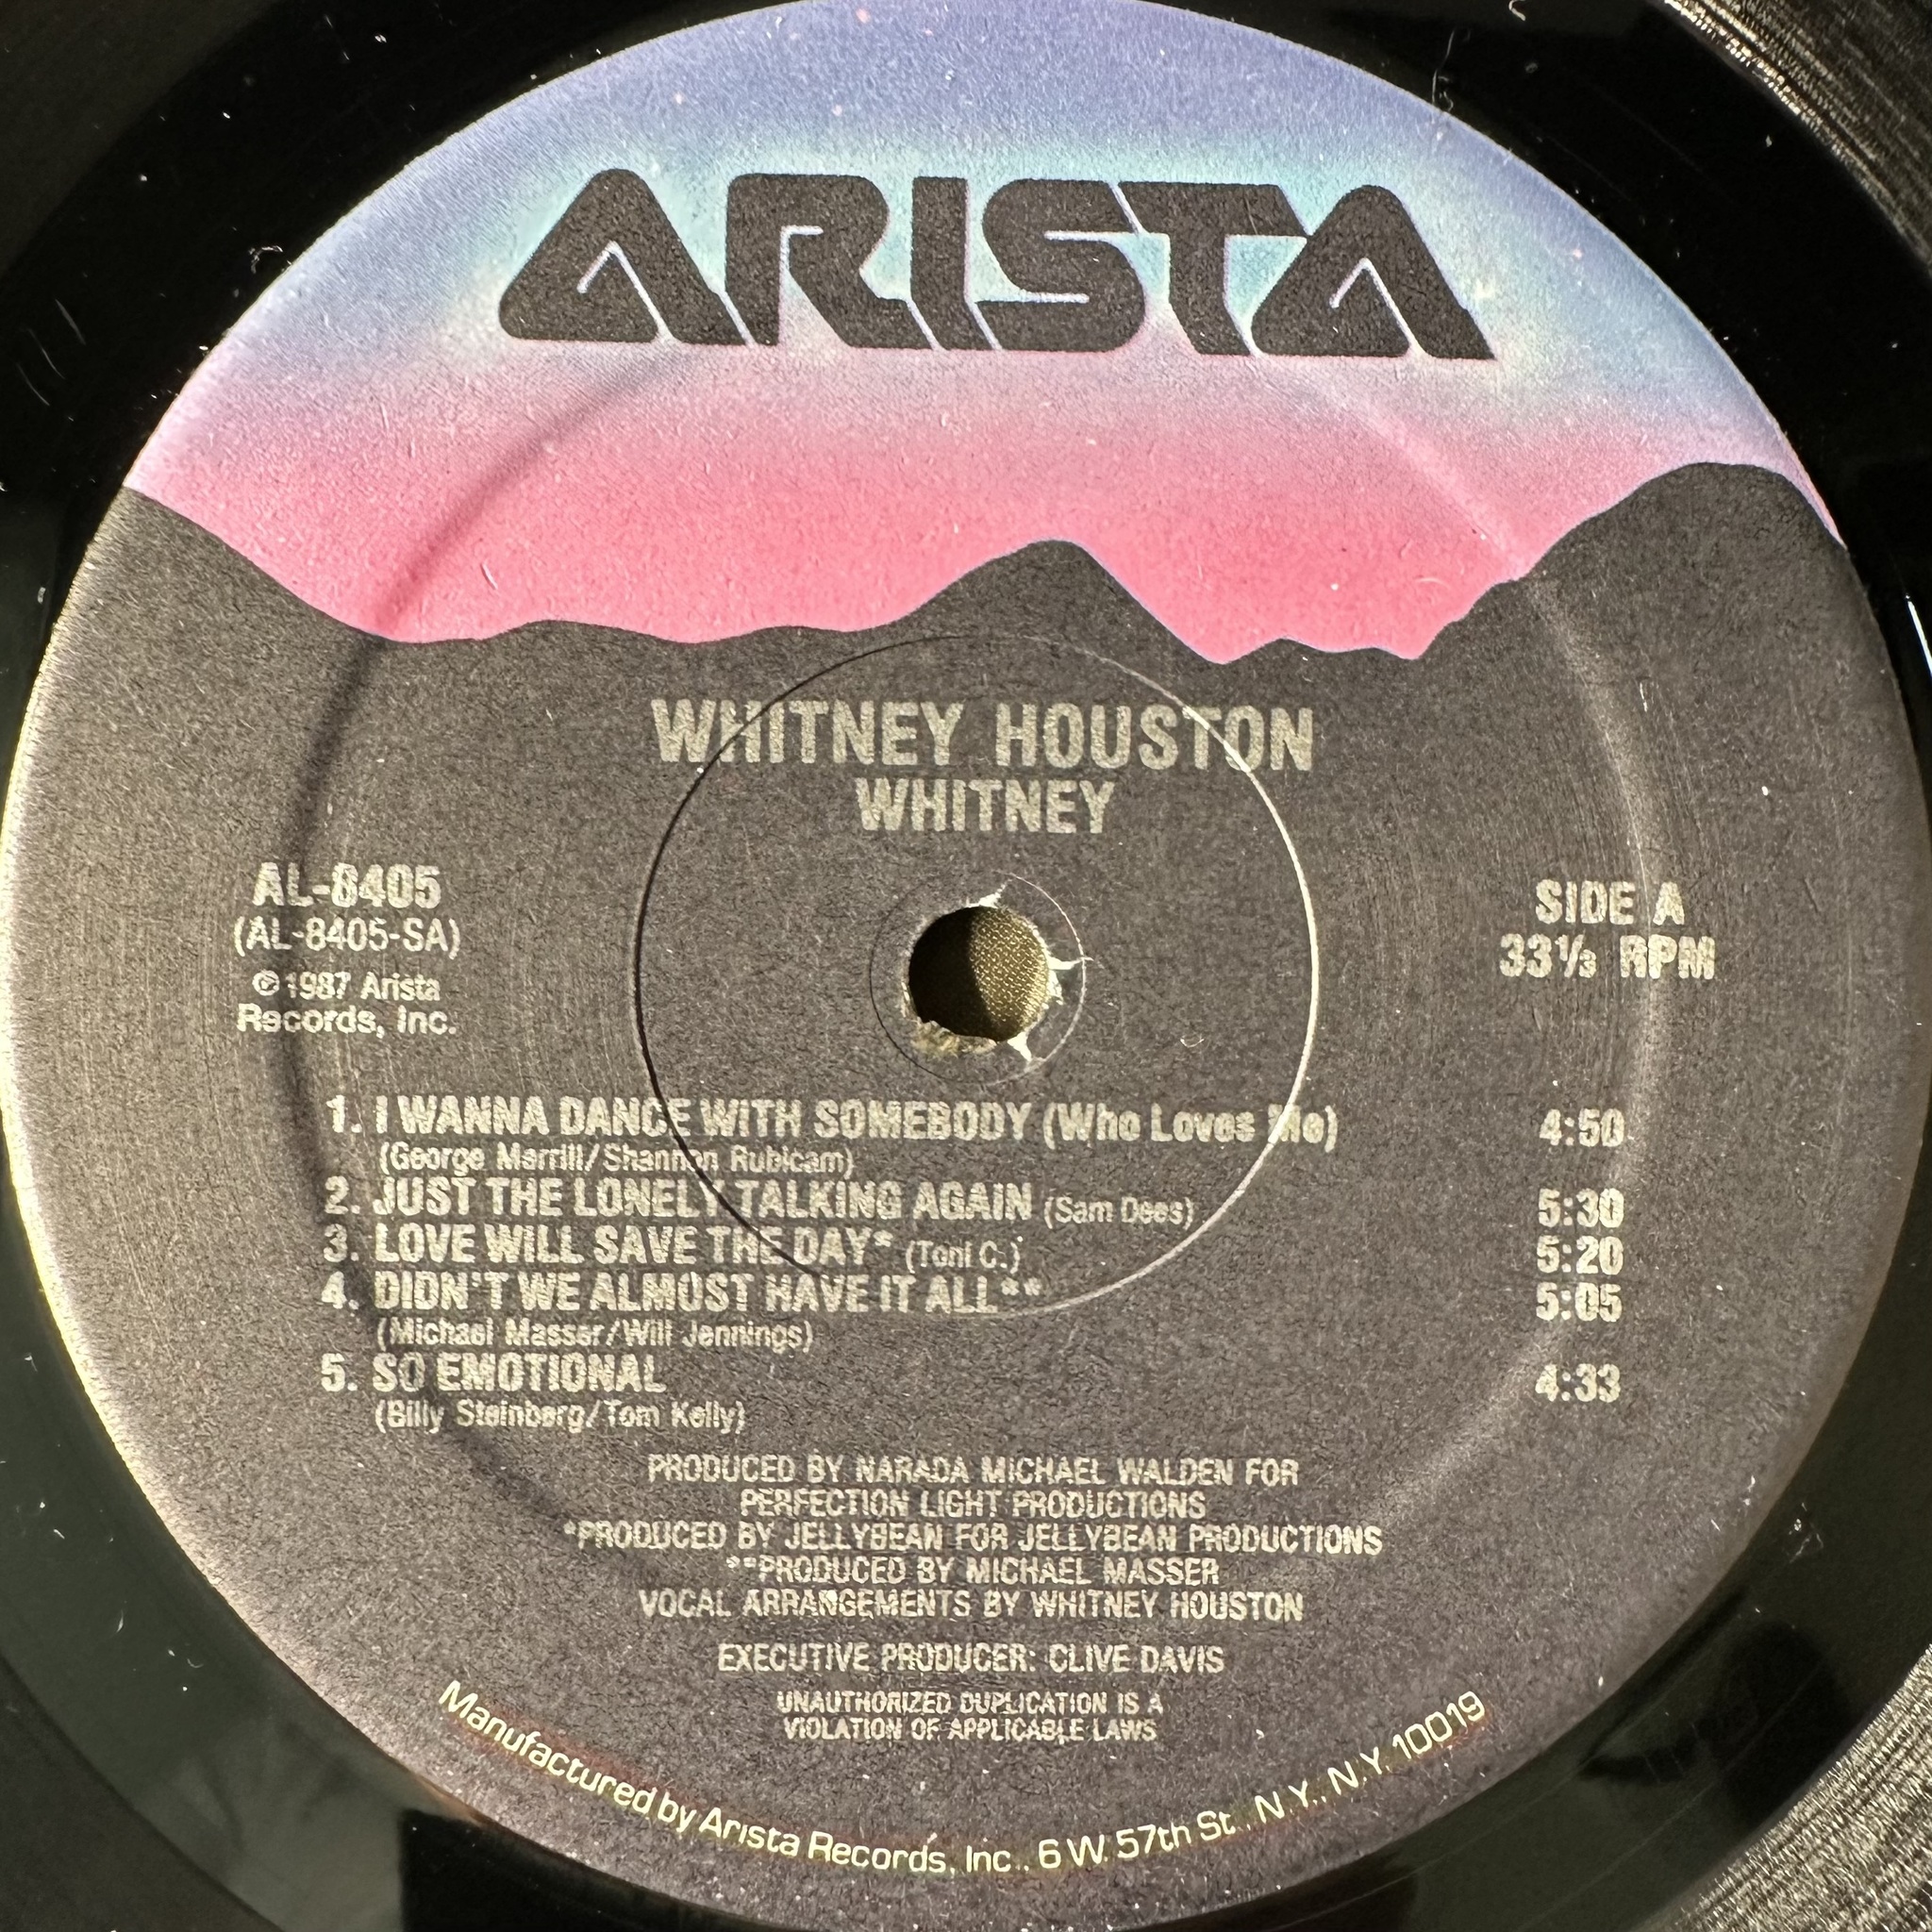 ARISTA
WHITNEY HOUSTON
WHITNEY
AL-8405
(AL-8405-SA)
℗1987 Arista
Records, Inc.
SIDE A
33⅓ RPM
1. I WANNA DANCE WITH SOMEBODY (Who Loves Me) 4:50
(George Merrill/Shannon Rubicam)
2. JUST THE LONELY TALKING AGAIN (Sam Dees) 5:30
3. LOVE WILL SAVE THE DAY* (Toni C.) 5:20
4. DIDN'T WE ALMOST HAVE IT ALL** 5:05
(Michael Masser/Will Jennings)
5. SO EMOTIONAL 4:33
(Billy Steinberg/Tom Kelly)
PRODUCED BY NARADA MICHAEL WALDEN FOR
PERFECTION LIGHT PRODUCTIONS
*PRODUCED BY JELLYBEAN FOR JELLYBEAN PRODUCTIONS
**PRODUCED BY MICHAEL MASSER
VOCAL ARRANGEMENTS BY WHITNEY HOUSTON
EXECUTIVE PRODUCER: CLIVE DAVIS
UNAUTHORIZED DUPLICATION IS A
VIOLATION OF APPLICABLE LAWS
Manufactured by Arista Records, Inc., 6 W. 57th St., N.Y., N.Y. 10019